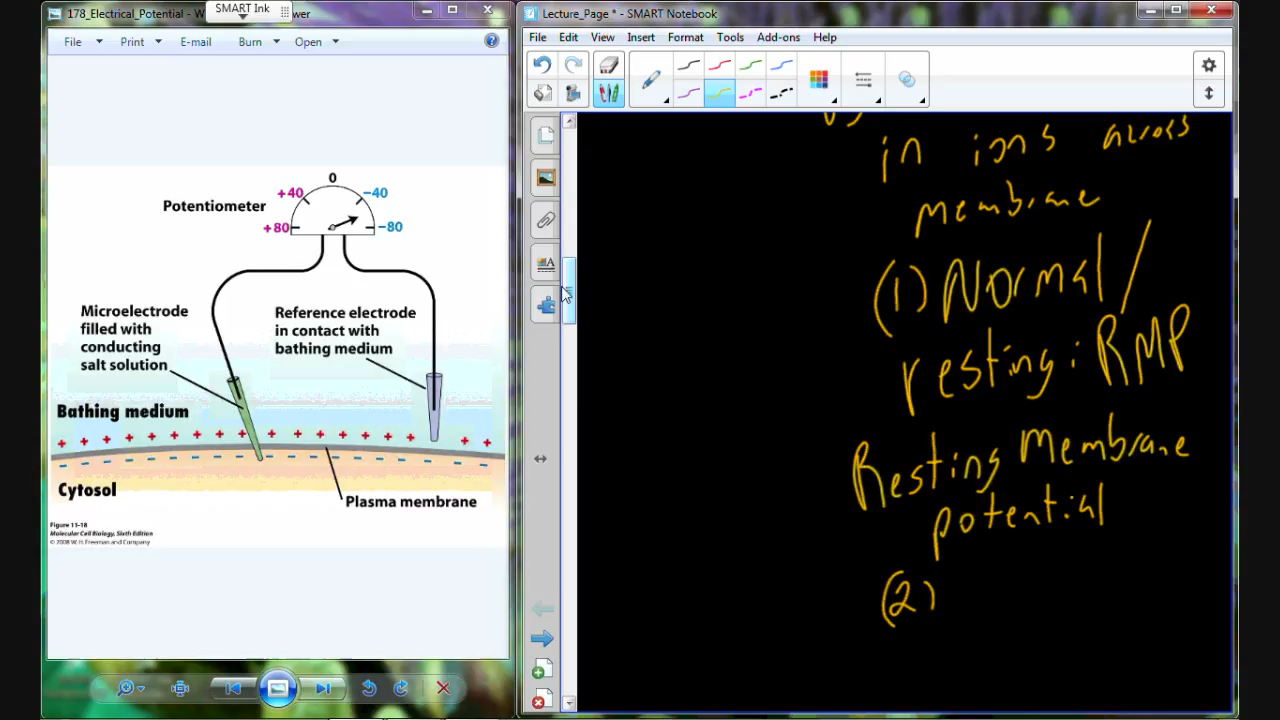 178_Electrical_Potential - W
SMART Ink
wer
File Print E-mail Burn Open
0
+40 -40
Potentiometer
+80 -80
Microelectrode
filled with
conducting
salt solution
Reference electrode
in contact with
bathing medium
Bathing medium
Cytosol
Plasma membrane
Figure 11-18
Molecular Cell Biology, Sixth Edition
© 2008 W. H. Freeman and Company
Lecture_Page * - SMART Notebook
File Edit View Insert Format Tools Add-ons Help
in ions across
membrane
(1) Normal/
resting: RMP
Resting Membrane
potential
(2)